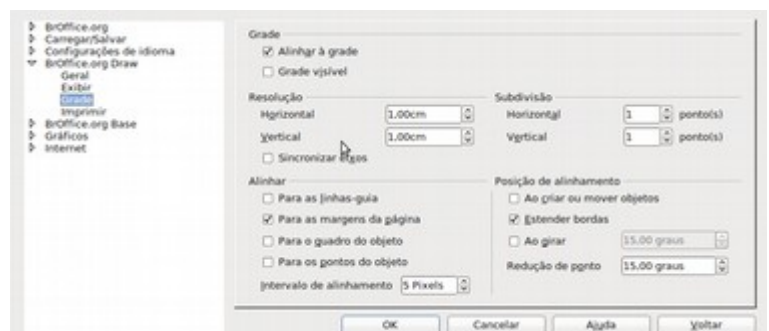 BrOffice.org
Carregar/Salvar
Configurações de idioma
BrOffice.org Draw
Geral
Exibir
Grade
Imprimir
BrOffice.org Base
Gráficos
Internet
Grade
Alinhar à grade
Grade visível
Resolução
Horizontal 1.00cm
Vertical 1.00cm
Sincronizar eixos
Subdivisão
Horizontal 1 ponto(s)
Vertical 1 ponto(s)
Alinhar
Para as linhas-guia
Para as margens da página
Para o quadro do objeto
Para os pontos do objeto
Intervalo de alinhamento 5 Pixels
Posição de alinhamento
Ao criar ou mover objetos
Estender bordas
Ao girar 15.00 graus
Redução de ponto 15.00 graus
OK Cancelar Ajuda Voltar